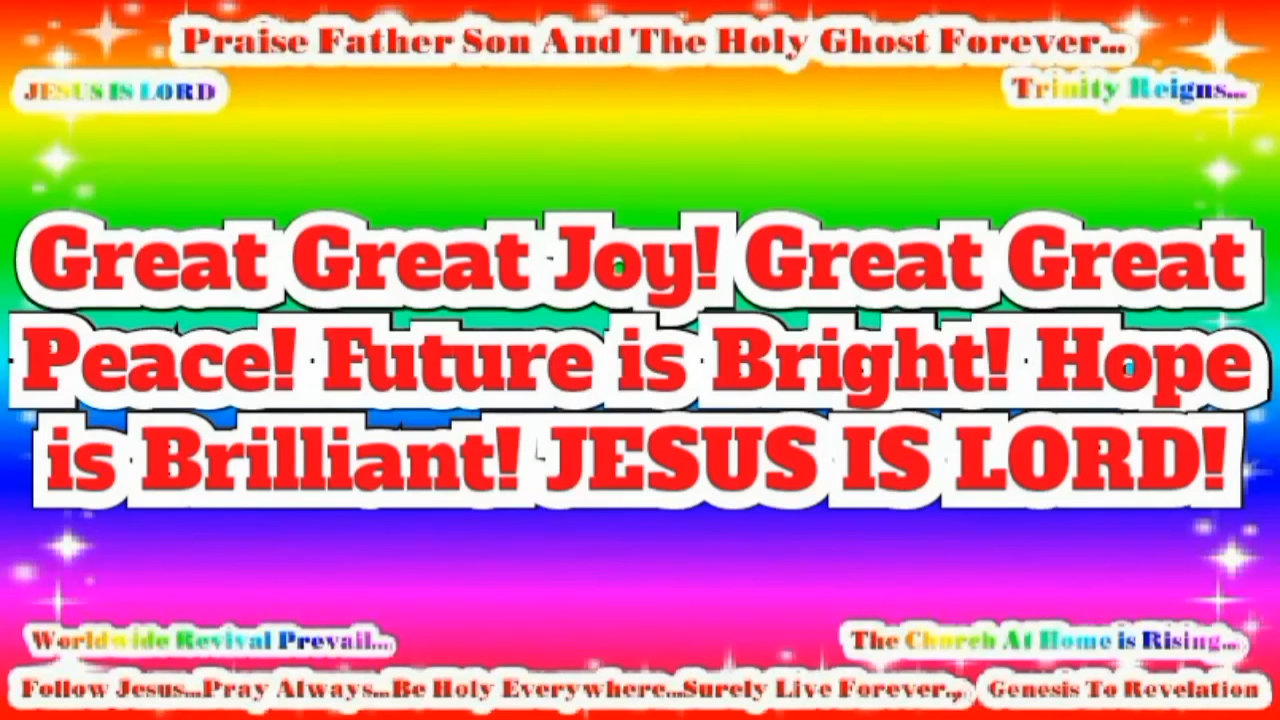 Praise Father Son And The Holy Ghost Forever...
JESUS IS LORD
Trinity Reigns...
Great Great Joy! Great Great
Peace! Future is Bright! Hope
is Brilliant! JESUS IS LORD!
Worldwide Revival Prevail...
The Church At Home is Rising...
Follow Jesus...Pray Always...Be Holy Everywhere...Surely Live Forever..,
Genesis To Revelation